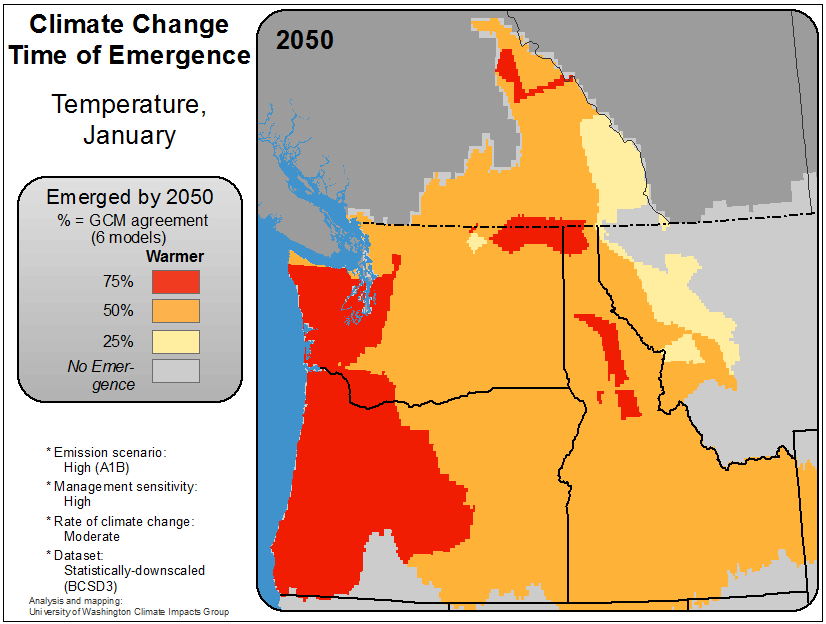 Climate Change
Time of Emergence
Temperature,
January
Emerged by 2050
% = GCM agreement
(6 models)
Warmer
75%
50%
25%
No Emer-
gence
* Emission scenario:
High (A1B)
* Management sensitivity:
High
* Rate of climate change:
Moderate
* Dataset:
Statistically-downscaled
(BCSD3)
Analysis and mapping:
University of Washington Climate Impacts Group
2050